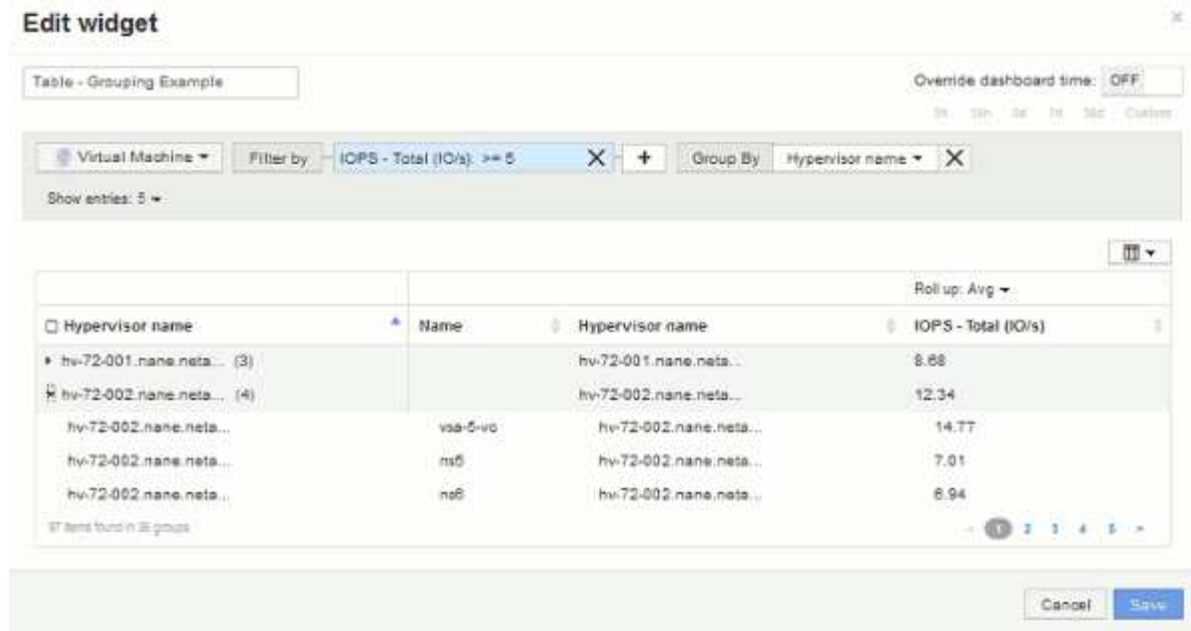 Edit widget
Table - Grouping Example
Override dashboard time: OFF
Custom
Virtual Machine Filter by IOPS - Total (IO/s): >= 5 X + Group By Hypervisor name X
Show entries: 5
Roll up: Avg
Hypervisor name Name Hypervisor name IOPS - Total (IO/s)
hv-72-001.nane.neta... (3) hv-72-001.nane.neta... 8.68
hv-72-002.nane.neta... (4) hv-72-002.nane.neta... 12.34
hv-72-002.nane.neta... vsa-5-vc hv-72-002.nane.neta... 14.77
hv-72-002.nane.neta... ns5 hv-72-002.nane.neta... 7.01
hv-72-002.nane.neta... ns6 hv-72-002.nane.neta... 6.94
items found in groups 1 2 3 4 5 >
Cancel Save